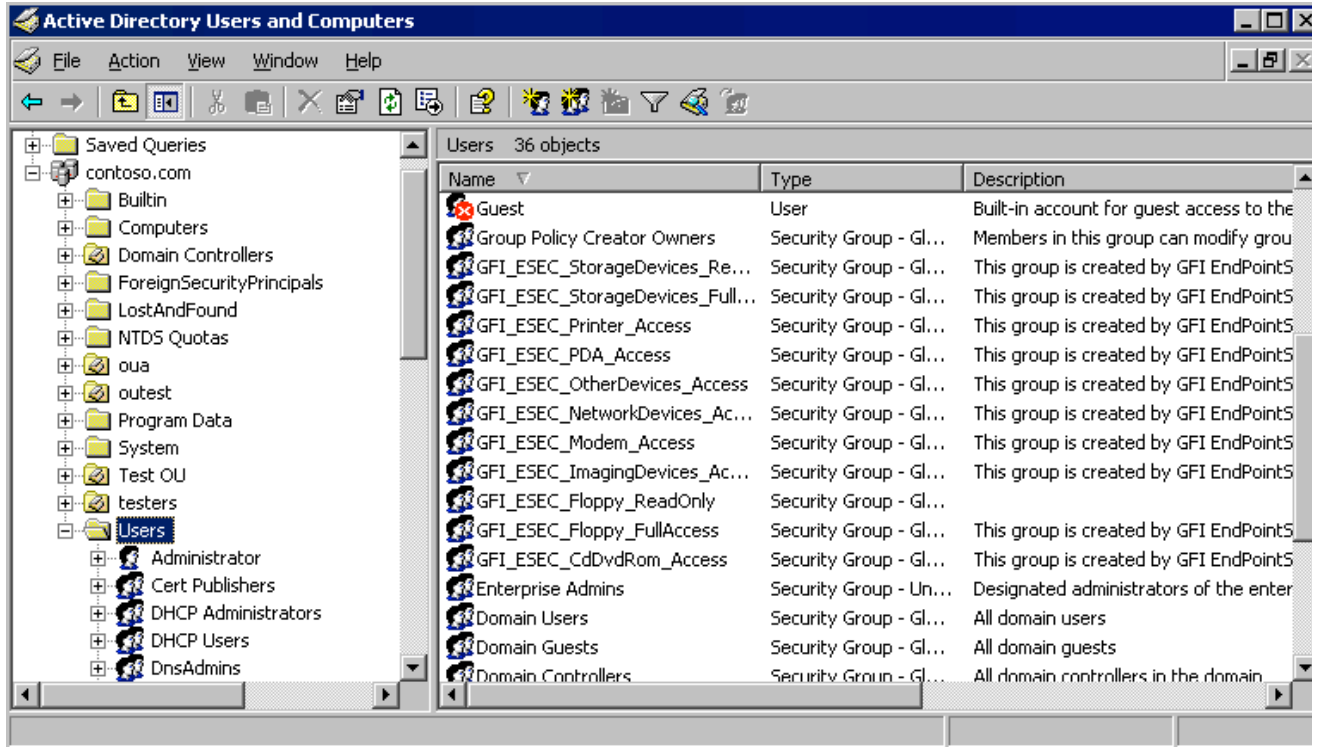 Active Directory Users and Computers
File Action View Window Help
Saved Queries
contoso.com
Builtin
Computers
Domain Controllers
ForeignSecurityPrincipals
LostAndFound
NTDS Quotas
oua
outest
Program Data
System
Test OU
testers
Users
Administrator
Cert Publishers
DHCP Administrators
DHCP Users
DnsAdmins
Users 36 objects
Name Type Description
Guest User Built-in account for guest access to the
Group Policy Creator Owners Security Group - Gl... Members in this group can modify grou
GFI_ESEC_StorageDevices_Re... Security Group - Gl... This group is created by GFI EndPointS
GFI_ESEC_StorageDevices_Full... Security Group - Gl... This group is created by GFI EndPointS
GFI_ESEC_Printer_Access Security Group - Gl... This group is created by GFI EndPointS
GFI_ESEC_PDA_Access Security Group - Gl... This group is created by GFI EndPointS
GFI_ESEC_OtherDevices_Access Security Group - Gl... This group is created by GFI EndPointS
GFI_ESEC_NetworkDevices_Ac... Security Group - Gl... This group is created by GFI EndPointS
GFI_ESEC_Modem_Access Security Group - Gl... This group is created by GFI EndPointS
GFI_ESEC_ImagingDevices_Ac... Security Group - Gl... This group is created by GFI EndPointS
GFI_ESEC_Floppy_ReadOnly Security Group - Gl...
GFI_ESEC_Floppy_FullAccess Security Group - Gl... This group is created by GFI EndPointS
GFI_ESEC_CdDvdRom_Access Security Group - Gl... This group is created by GFI EndPointS
Enterprise Admins Security Group - Un... Designated administrators of the enter
Domain Users Security Group - Gl... All domain users
Domain Guests Security Group - Gl... All domain guests
Domain Controllers Security Group - Gl... All domain controllers in the domain